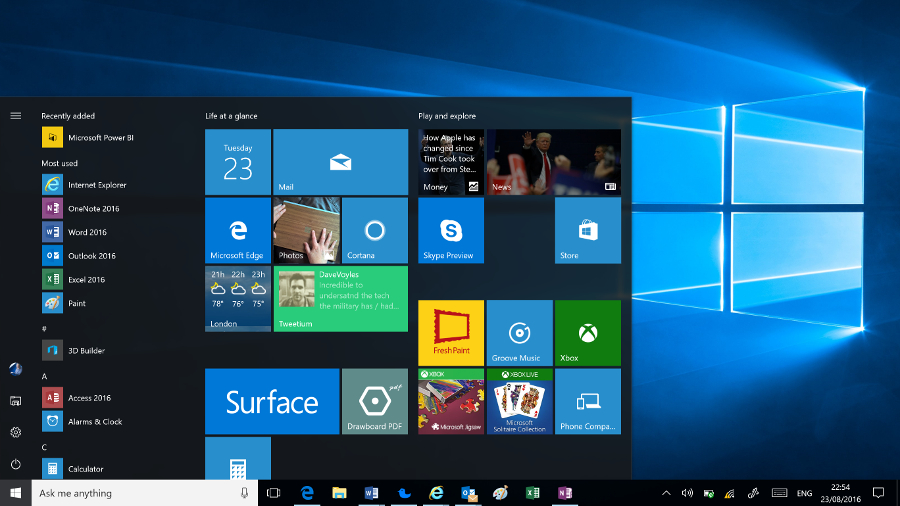 Recently added
Microsoft Power BI
Most used
Internet Explorer
OneNote 2016
Word 2016
Outlook 2016
Excel 2016
Paint
#
3D Builder
A
Access 2016
Alarms & Clock
C
Calculator
Life at a glance
Tuesday
23
Mail
Microsoft Edge
Photos
Cortana
21h 22h 23h
78° 76° 75°
London
DaveVoyles
Incredible to
undersatnd the tech
the military has / had...
Tweetium
Surface
pdf
Drawboard PDF
Play and explore
How Apple has
changed since
Tim Cook took
over from Ste...
Money
News
Skype Preview
Store
FreshPaint
Groove Music
Xbox
XBOX
Microsoft Jigsaw
XBOX LIVE
Microsoft
Solitaire Collection
Phone Compa...
Ask me anything
ENG
22:54
23/08/2016